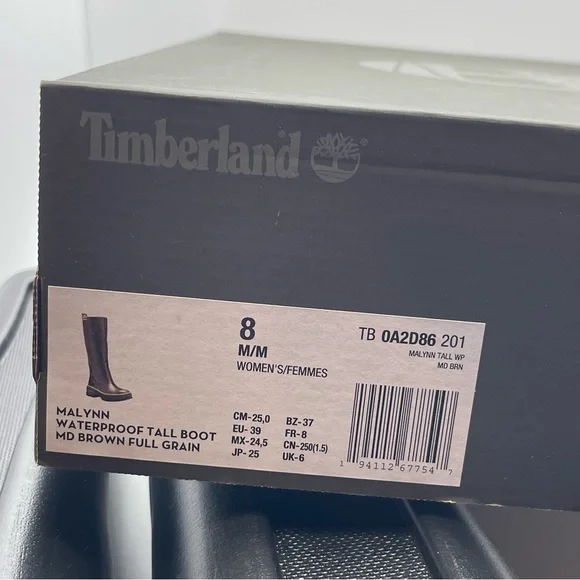 Timberland
8
M/M
WOMEN'S/FEMMES
TB 0A2D86 201
MALYNN TALL WP
MD BRN
MALYNN
WATERPROOF TALL BOOT
MD BROWN FULL GRAIN
CM-25,0 BZ-37
EU-39 FR-8
MX-24,5 CN-250(1.5)
JP-25 UK-6
1 94112 67754 7